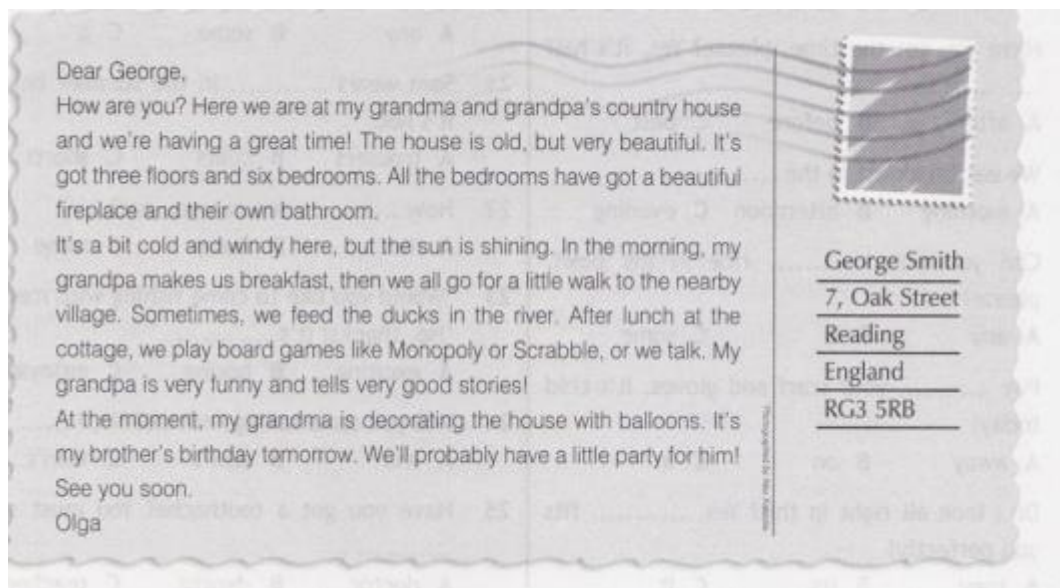 Dear George,
How are you? Here we are at my grandma and grandpa's country house
and we're having a great time! The house is old, but very beautiful. It's
got three floors and six bedrooms. All the bedrooms have got a beautiful
fireplace and their own bathroom.
It's a bit cold and windy here, but the sun is shining. In the morning, my
grandpa makes us breakfast, then we all go for a little walk to the nearby
village. Sometimes, we feed the ducks in the river. After lunch at the
cottage, we play board games like Monopoly or Scrabble, or we talk. My
grandpa is very funny and tells very good stories!
At the moment, my grandma is decorating the house with balloons. It's
my brother's birthday tomorrow. We'll probably have a little party for him!
See you soon.
Olga
George Smith
7, Oak Street
Reading
England
RG3 5RB